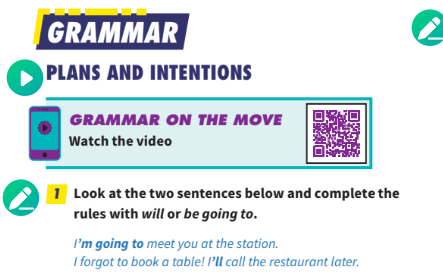 GRAMMAR
PLANS AND INTENTIONS
GRAMMAR ON THE MOVE
Watch the video
1 Look at the two sentences below and complete the
rules with will or be going to.
I'm going to meet you at the station.
I forgot to book a table! I'll call the restaurant later.